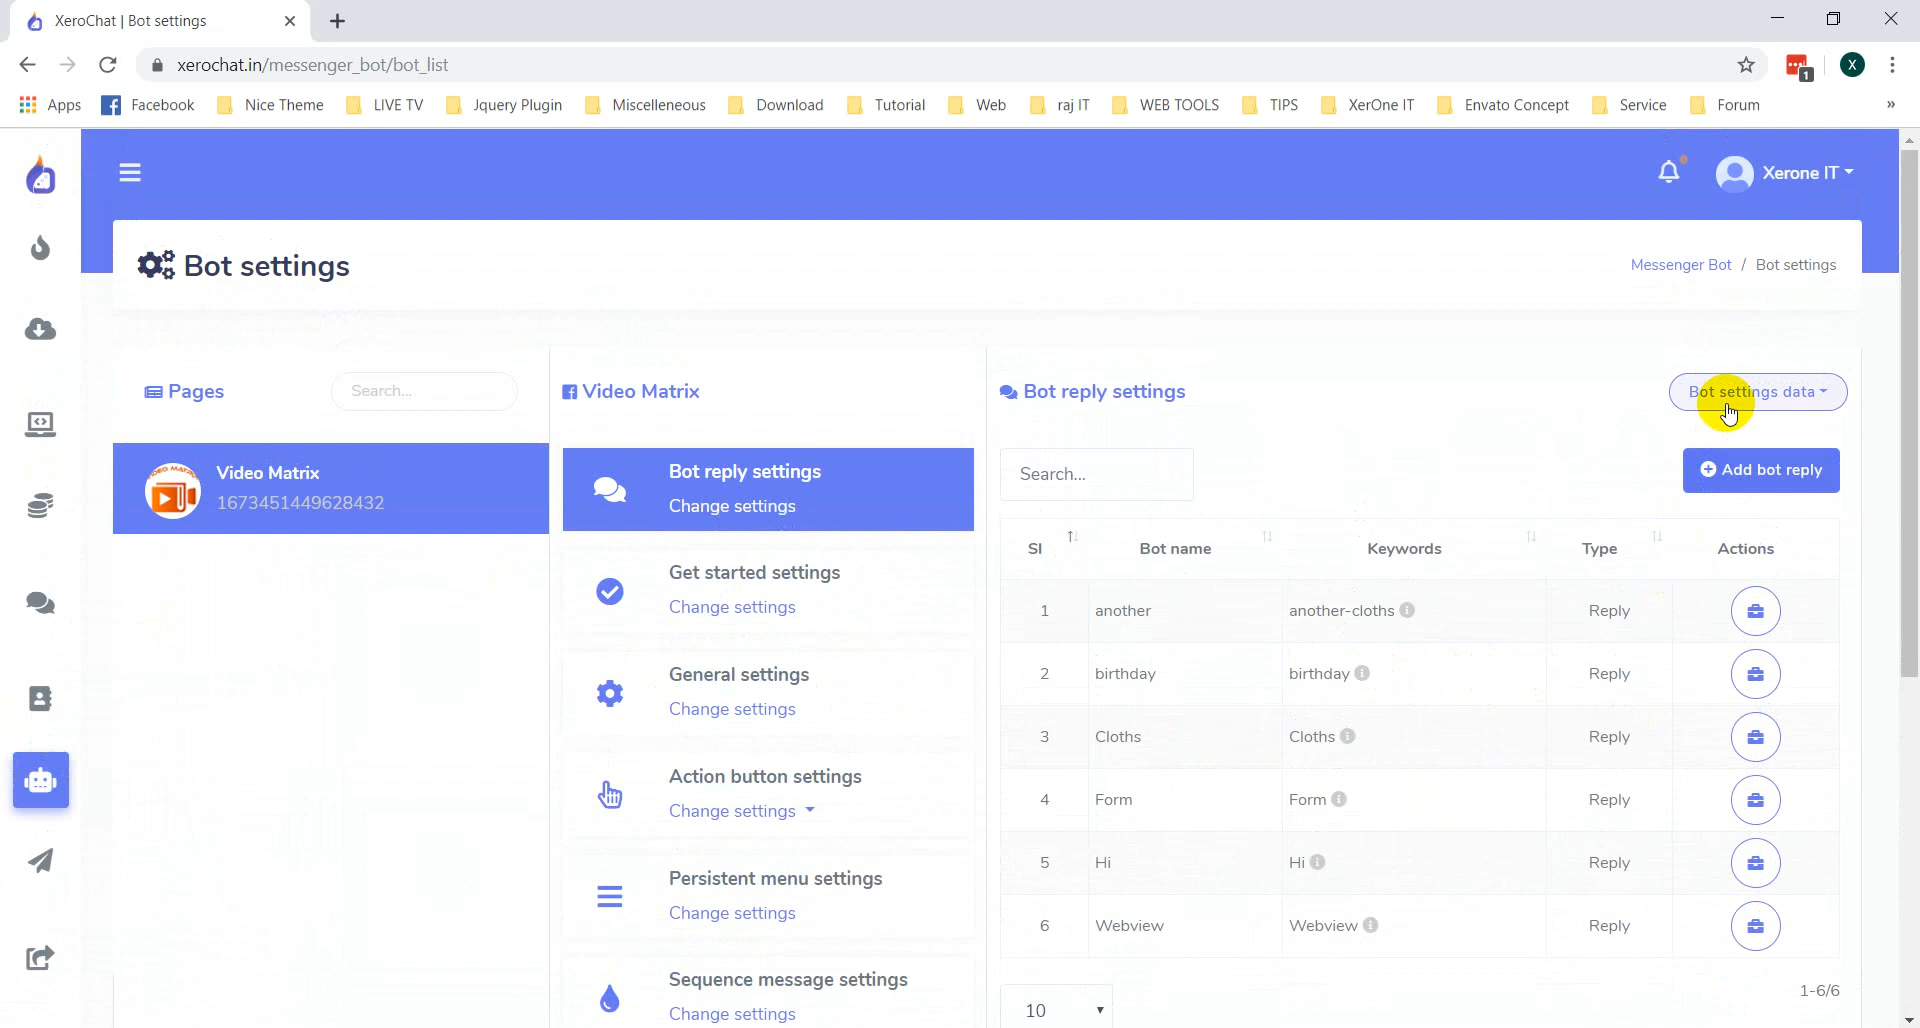 XeroChat | Bot settings
xerochat.in/messenger_bot/bot_list
1
X
Apps Facebook Nice Theme LIVE TV Jquery Plugin Miscelleneous Download Tutorial Web raj IT WEB TOOLS TIPS XerOne IT Envato Concept Service Forum »
Xerone IT
Bot settings
Messenger Bot / Bot settings
Pages
Search...
VIDEO MATRIX
Video Matrix
1673451449628432
Video Matrix
Bot reply settings
Change settings
Get started settings
Change settings
General settings
Change settings
Action button settings
Change settings
Persistent menu settings
Change settings
Sequence message settings
Change settings
Bot reply settings
Bot settings data
Search...
Add bot reply
Sl Bot name Keywords Type Actions
1 another another-cloths Reply
2 birthday birthday Reply
3 Cloths Cloths Reply
4 Form Form Reply
5 Hi Hi Reply
6 Webview Webview Reply
1-6/6
10